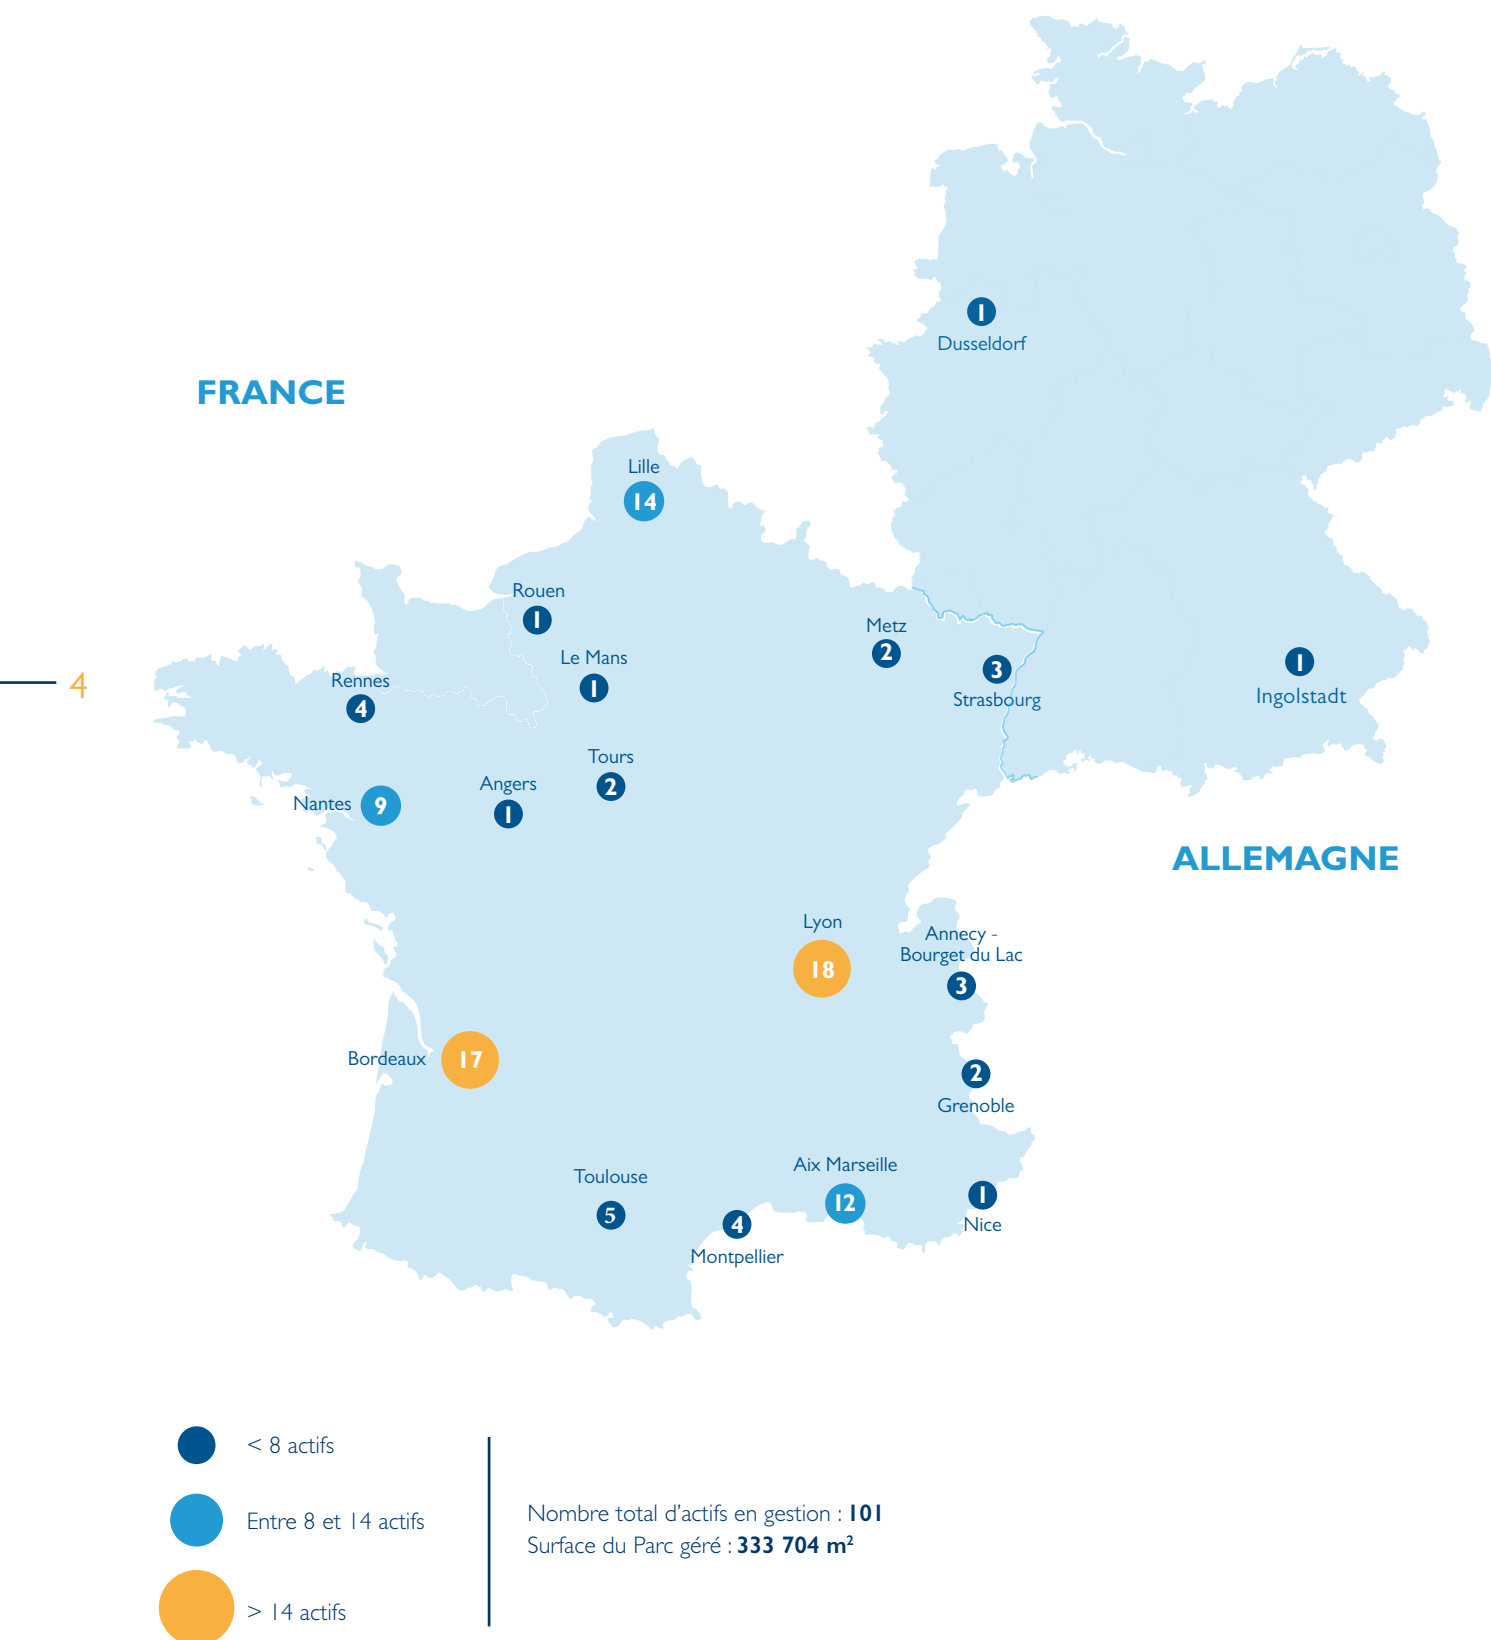 1
Dusseldorf
FRANCE
Lille
14
Rouen
1
Le Mans
1
Metz
2
3
Strasbourg
1
Ingolstadt
4
Rennes
4
Tours
2
Angers
1
Nantes 9
ALLEMAGNE
Lyon
18
Annecy -
Bourget du Lac
3
Bordeaux 17
2
Grenoble
Aix Marseille
12
Toulouse
5
4
Montpellier
1
Nice
< 8 actifs
Entre 8 et 14 actifs
> 14 actifs
Nombre total d'actifs en gestion : 101
Surface du Parc géré : 333 704 m²